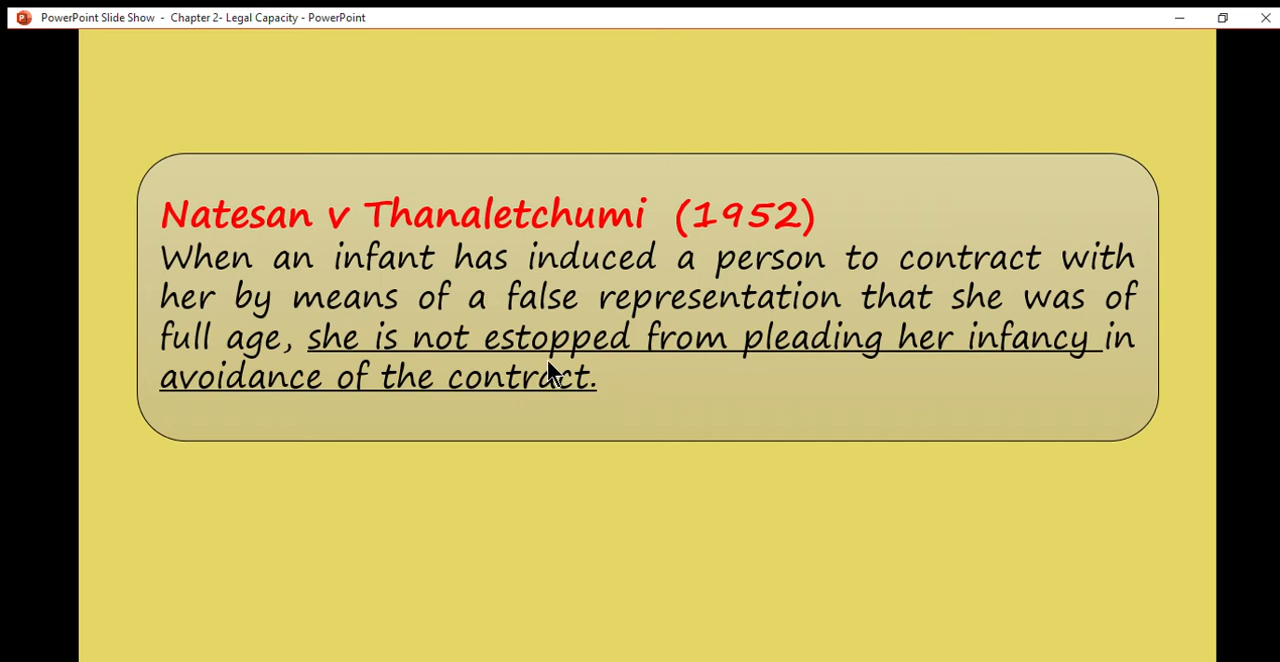 PowerPoint Slide Show - Chapter 2- Legal Capacity - PowerPoint
Natesan v Thanaletchumi (1952)
When an infant has induced a person to contract with
her by means of a false representation that she was of
full age, she is not estopped from pleading her infancy in
avoidance of the contract.